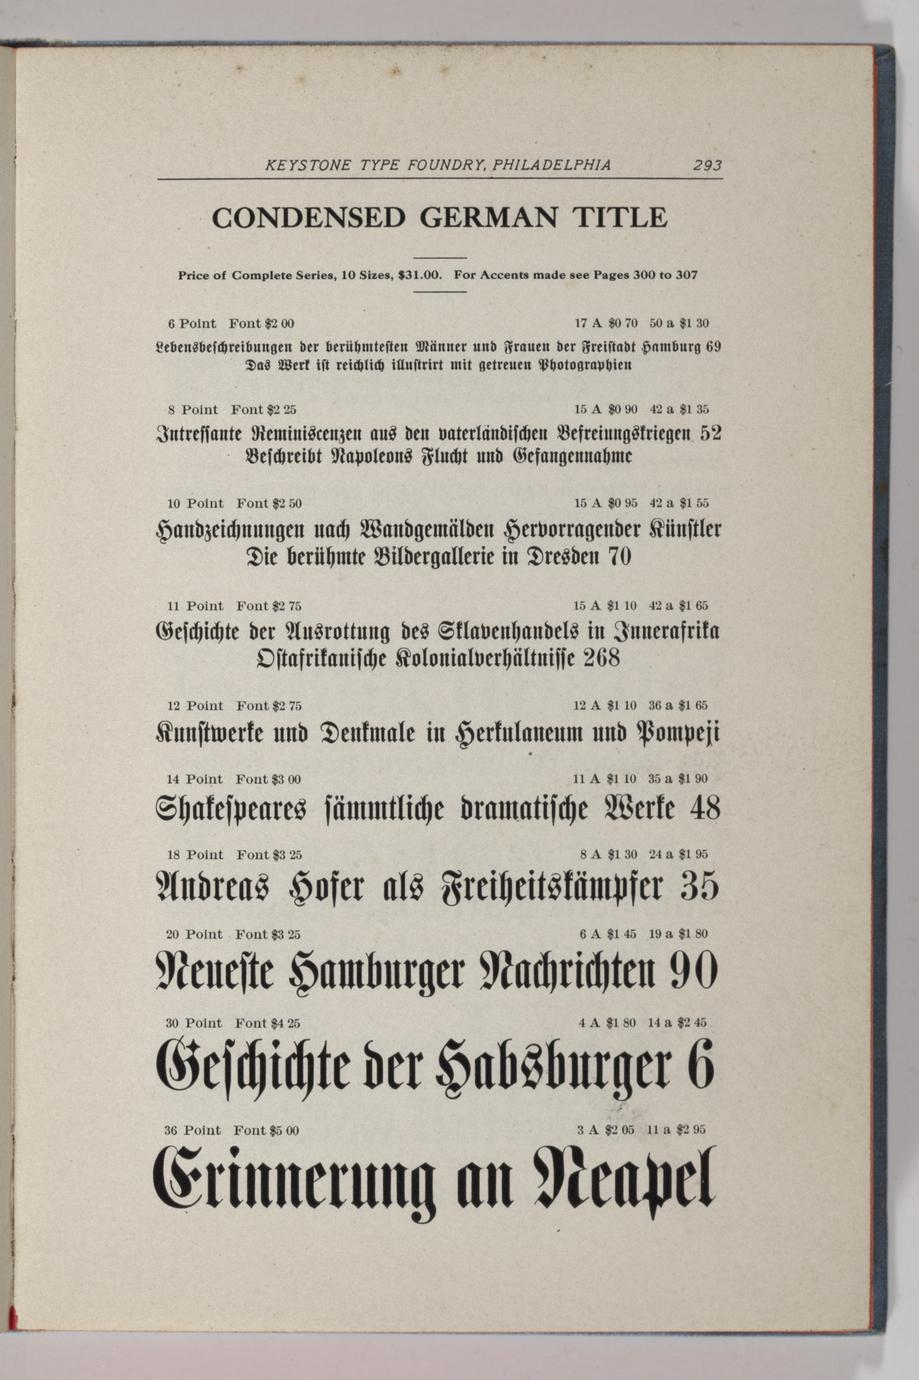 KEYSTONE TYPE FOUNDRY, PHILADELPHIA 293
CONDENSED GERMAN TITLE
Price of Complete Series, 10 Sizes, $31.00. For Accents made see Pages 300 to 307
6 Point Font $2 00 17 A $0 70 50 a $1 30
Lebensbeſchreibungen der berühmteſten Männer und Frauen der Freiſtadt Hamburg 69
Das Werk iſt reichlich illuſtrirt mit getreuen Photographien
8 Point Font $2 25 15 A $0 90 42 a $1 35
Intreſſante Reminiscenzen aus den vaterländiſchen Befreiungskriegen 52
Beſchreibt Napoleons Flucht und Gefangennahme
10 Point Font $2 50 15 A $0 95 42 a $1 55
Handzeichnungen nach Wandgemälden Hervorragender Künſtler
Die berühmte Bildergallerie in Dresden 70
11 Point Font $2 75 15 A $1 10 42 a $1 65
Geſchichte der Ausrottung des Sklavenhandels in Innerafrika
Oſtafrikaniſche Kolonialverhältniſſe 268
12 Point Font $2 75 12 A $1 10 36 a $1 65
Kunſtwerke und Denkmale in Herkulaneum und Pompeji
14 Point Font $3 00 11 A $1 10 35 a $1 90
Shakeſpeares ſämmtliche dramatiſche Werke 48
18 Point Font $3 25 8 A $1 30 24 a $1 95
Andreas Hofer als Freiheitskämpfer 35
20 Point Font $3 25 6 A $1 45 19 a $1 80
Neueſte Hamburger Nachrichten 90
30 Point Font $4 25 4 A $1 80 14 a $2 45
Geſchichte der Habsburger 6
36 Point Font $5 00 3 A $2 05 11 a $2 95
Erinnerung an Neapel